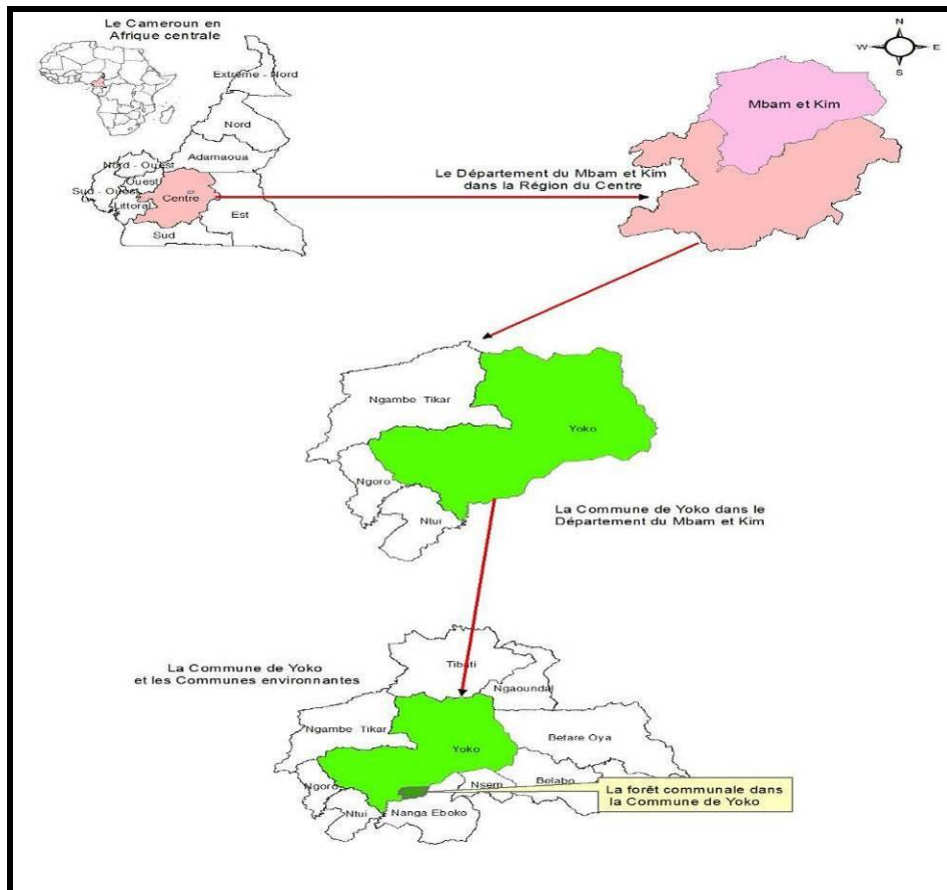 Le Cameroun en
Afrique centrale
N
W
E
S
Extrême - Nord
Nord
Adamaoua
Nord - Ouest
Ouest
Sud - Ouest
Littoral
Centre
Est
Sud
Mbam et Kim
Le Département du Mbam et Kim
dans la Région du Centre
Ngambe Tikar
Yoko
Ngoro
Ntui
La Commune de Yoko dans le
Département du Mbam et Kim
La Commune de Yoko
et les Communes environnantes
Tibati
Ngaoundal
Ngambe Tikar
Yoko
Betare Oya
Ngoro
Nsem
Belabo
Ntui
Nanga Eboko
La forêt communale dans
la Commune de Yoko